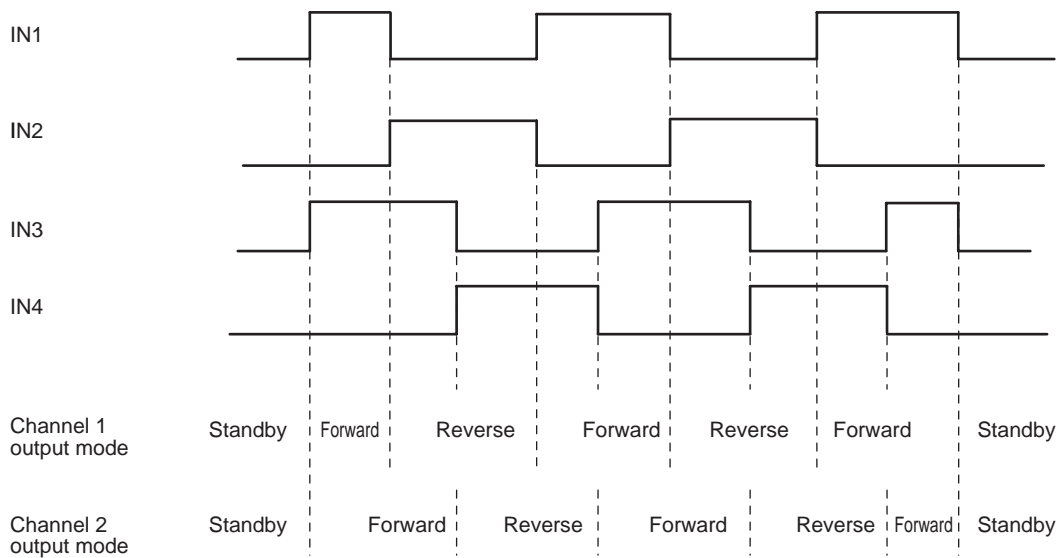 IN1
IN2
IN3
IN4
Channel 1
output mode
Standby Forward Reverse Forward Reverse Forward Standby
Channel 2
output mode
Standby Forward Reverse Forward Reverse Forward Standby